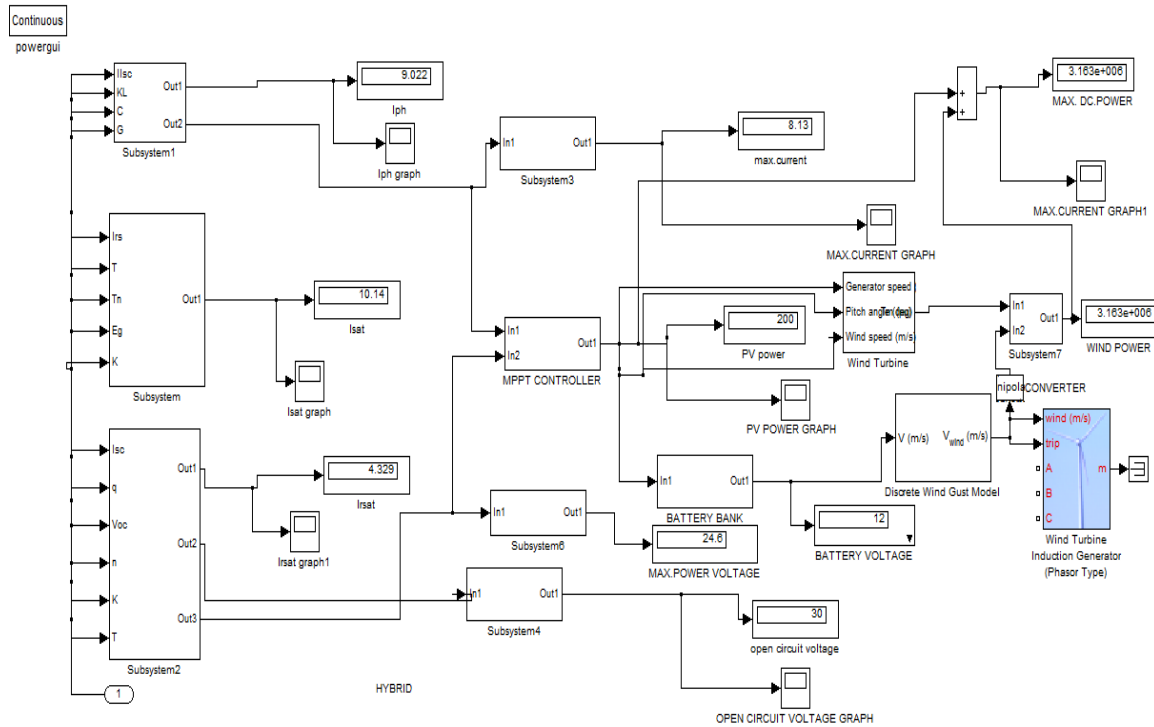 Continuous
powergui
IIsc
KL
C
G
Out1
Out2
Subsystem1
9.022
Iph
Iph graph
In1
Out1
Subsystem3
8.13
max.current
MAX.CURRENT GRAPH
+
+
3.163e+006
MAX. DC.POWER
MAX.CURRENT GRAPH1
Irs
T
Tn
Eg
K
Out1
Subsystem
10.14
Isat
Isat graph
In1
In2
Out1
MPPT CONTROLLER
200
PV power
PV POWER GRAPH
Generator speed (
Pitch angle (deg)
Wind speed (m/s)
Wind Turbine
In1
In2
Out1
Subsystem7
3.163e+006
WIND POWER
nipola
CONVERTER
V (m/s)
Vwind (m/s)
Discrete Wind Gust Model
wind (m/s)
trip
A
B
C
m
Wind Turbine
Induction Generator
(Phasor Type)
Isc
q
Voc
n
K
T
Out1
Out2
Out3
Subsystem2
4.329
Irsat
Irsat graph1
In1
Out1
Subsystem6
24.6
MAX.POWER VOLTAGE
In1
Out1
BATTERY BANK
12
BATTERY VOLTAGE
In1
Out1
Subsystem4
30
open circuit voltage
OPEN CIRCUIT VOLTAGE GRAPH
1
HYBRID